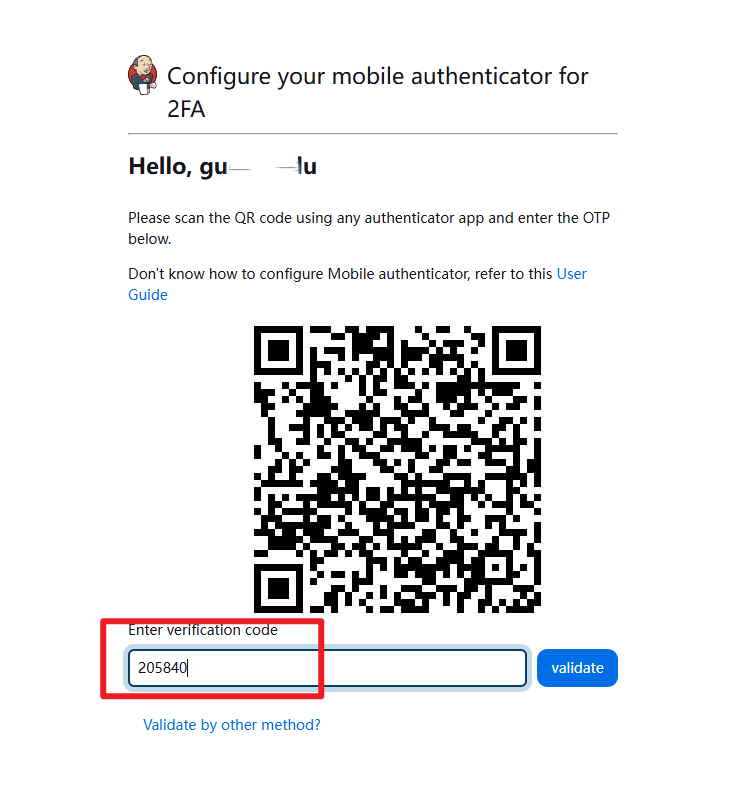 Configure your mobile authenticator for
2FA
Hello, gu lu
Please scan the QR code using any authenticator app and enter the OTP
below.
Don't know how to configure Mobile authenticator, refer to this User
Guide
Enter verification code
205840
validate
Validate by other method?